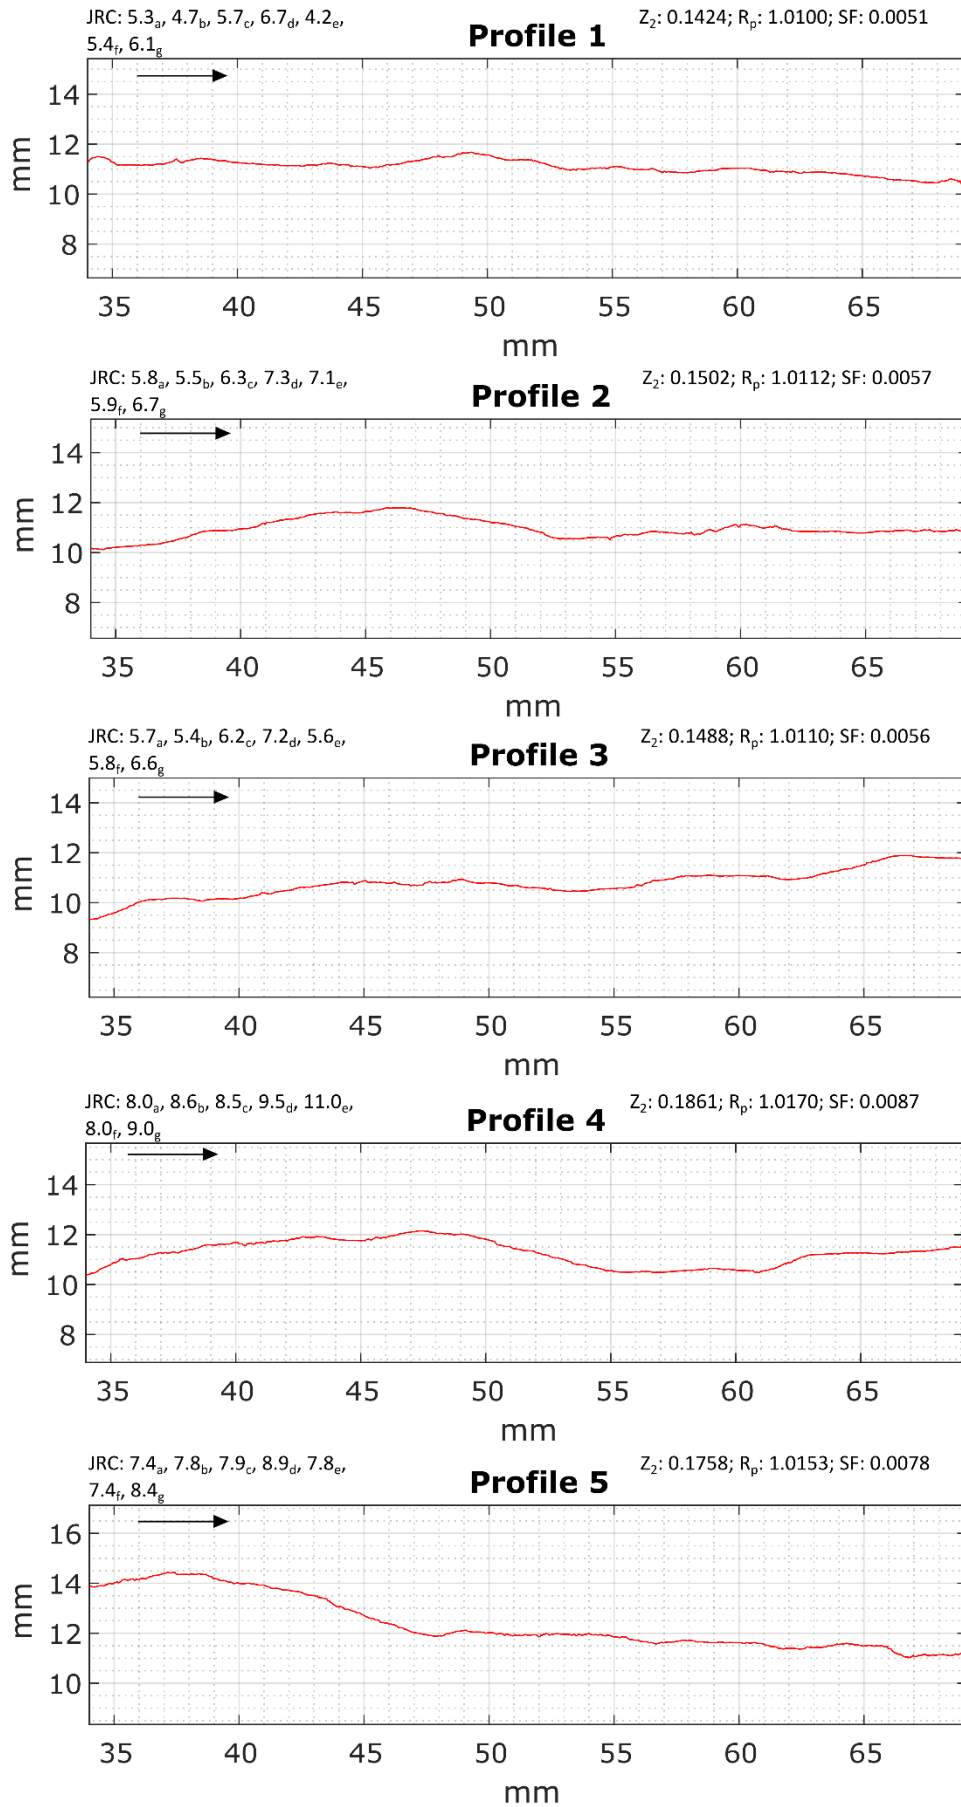 JRC: 5.3a, 4.7b, 5.7c, 6.7d, 4.2e,
5.4f, 6.1g
Profile 1
Z2: 0.1424; Rp: 1.0100; SF: 0.0051
14
12
10
8
mm
35 40 45 50 55 60 65
mm
JRC: 5.8a, 5.5b, 6.3c, 7.3d, 7.1e,
5.9f, 6.7g
Profile 2
Z2: 0.1502; Rp: 1.0112; SF: 0.0057
14
12
10
8
mm
35 40 45 50 55 60 65
mm
JRC: 5.7a, 5.4b, 6.2c, 7.2d, 5.6e,
5.8f, 6.6g
Profile 3
Z2: 0.1488; Rp: 1.0110; SF: 0.0056
14
12
10
8
mm
35 40 45 50 55 60 65
mm
JRC: 8.0a, 8.6b, 8.5c, 9.5d, 11.0e,
8.0f, 9.0g
Profile 4
Z2: 0.1861; Rp: 1.0170; SF: 0.0087
14
12
10
8
mm
35 40 45 50 55 60 65
mm
JRC: 7.4a, 7.8b, 7.9c, 8.9d, 7.8e,
7.4f, 8.4g
Profile 5
Z2: 0.1758; Rp: 1.0153; SF: 0.0078
16
14
12
10
mm
35 40 45 50 55 60 65
mm